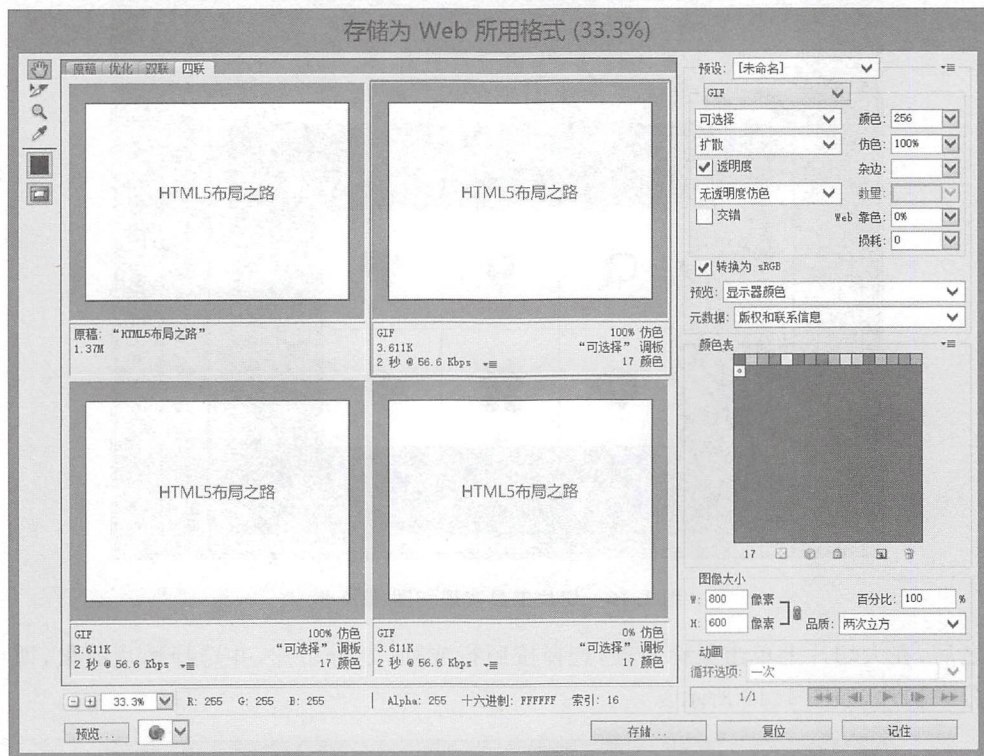 存储为 Web 所用格式 (33.3%)
原稿 优化 双联 四联
HTML5布局之路
原稿: “HTML5布局之路”
1.37M
HTML5布局之路
GIF 100% 仿色
3.611K “可选择” 调板
2 秒 @ 56.6 Kbps 17 颜色
HTML5布局之路
GIF 100% 仿色
3.611K “可选择” 调板
2 秒 @ 56.6 Kbps 17 颜色
HTML5布局之路
GIF 0% 仿色
3.611K “可选择” 调板
2 秒 @ 56.6 Kbps 17 颜色
33.3% R: 255 G: 255 B: 255 Alpha: 255 十六进制: FFFFFF 索引: 16
预设: [未命名]
GIF
可选择 颜色: 256
扩散 仿色: 100%
透明度 杂边:
无透明度仿色 数量:
交错 Web 靠色: 0%
损耗: 0
转换为 sRGB
预览: 显示器颜色
元数据: 版权和联系信息
颜色表
17
图像大小
W: 800 像素 百分比: 100 %
H: 600 像素 品质: 两次立方
动画
循环选项: 一次
1/1
预览... 存储... 复位 记住